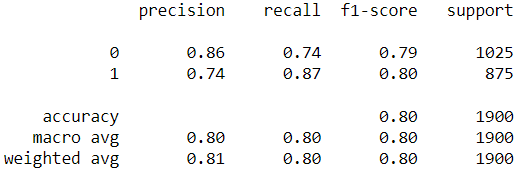 precision recall f1-score support
0 0.86 0.74 0.79 1025
1 0.74 0.87 0.80 875
accuracy 0.80 1900
macro avg 0.80 0.80 0.80 1900
weighted avg 0.81 0.80 0.80 1900